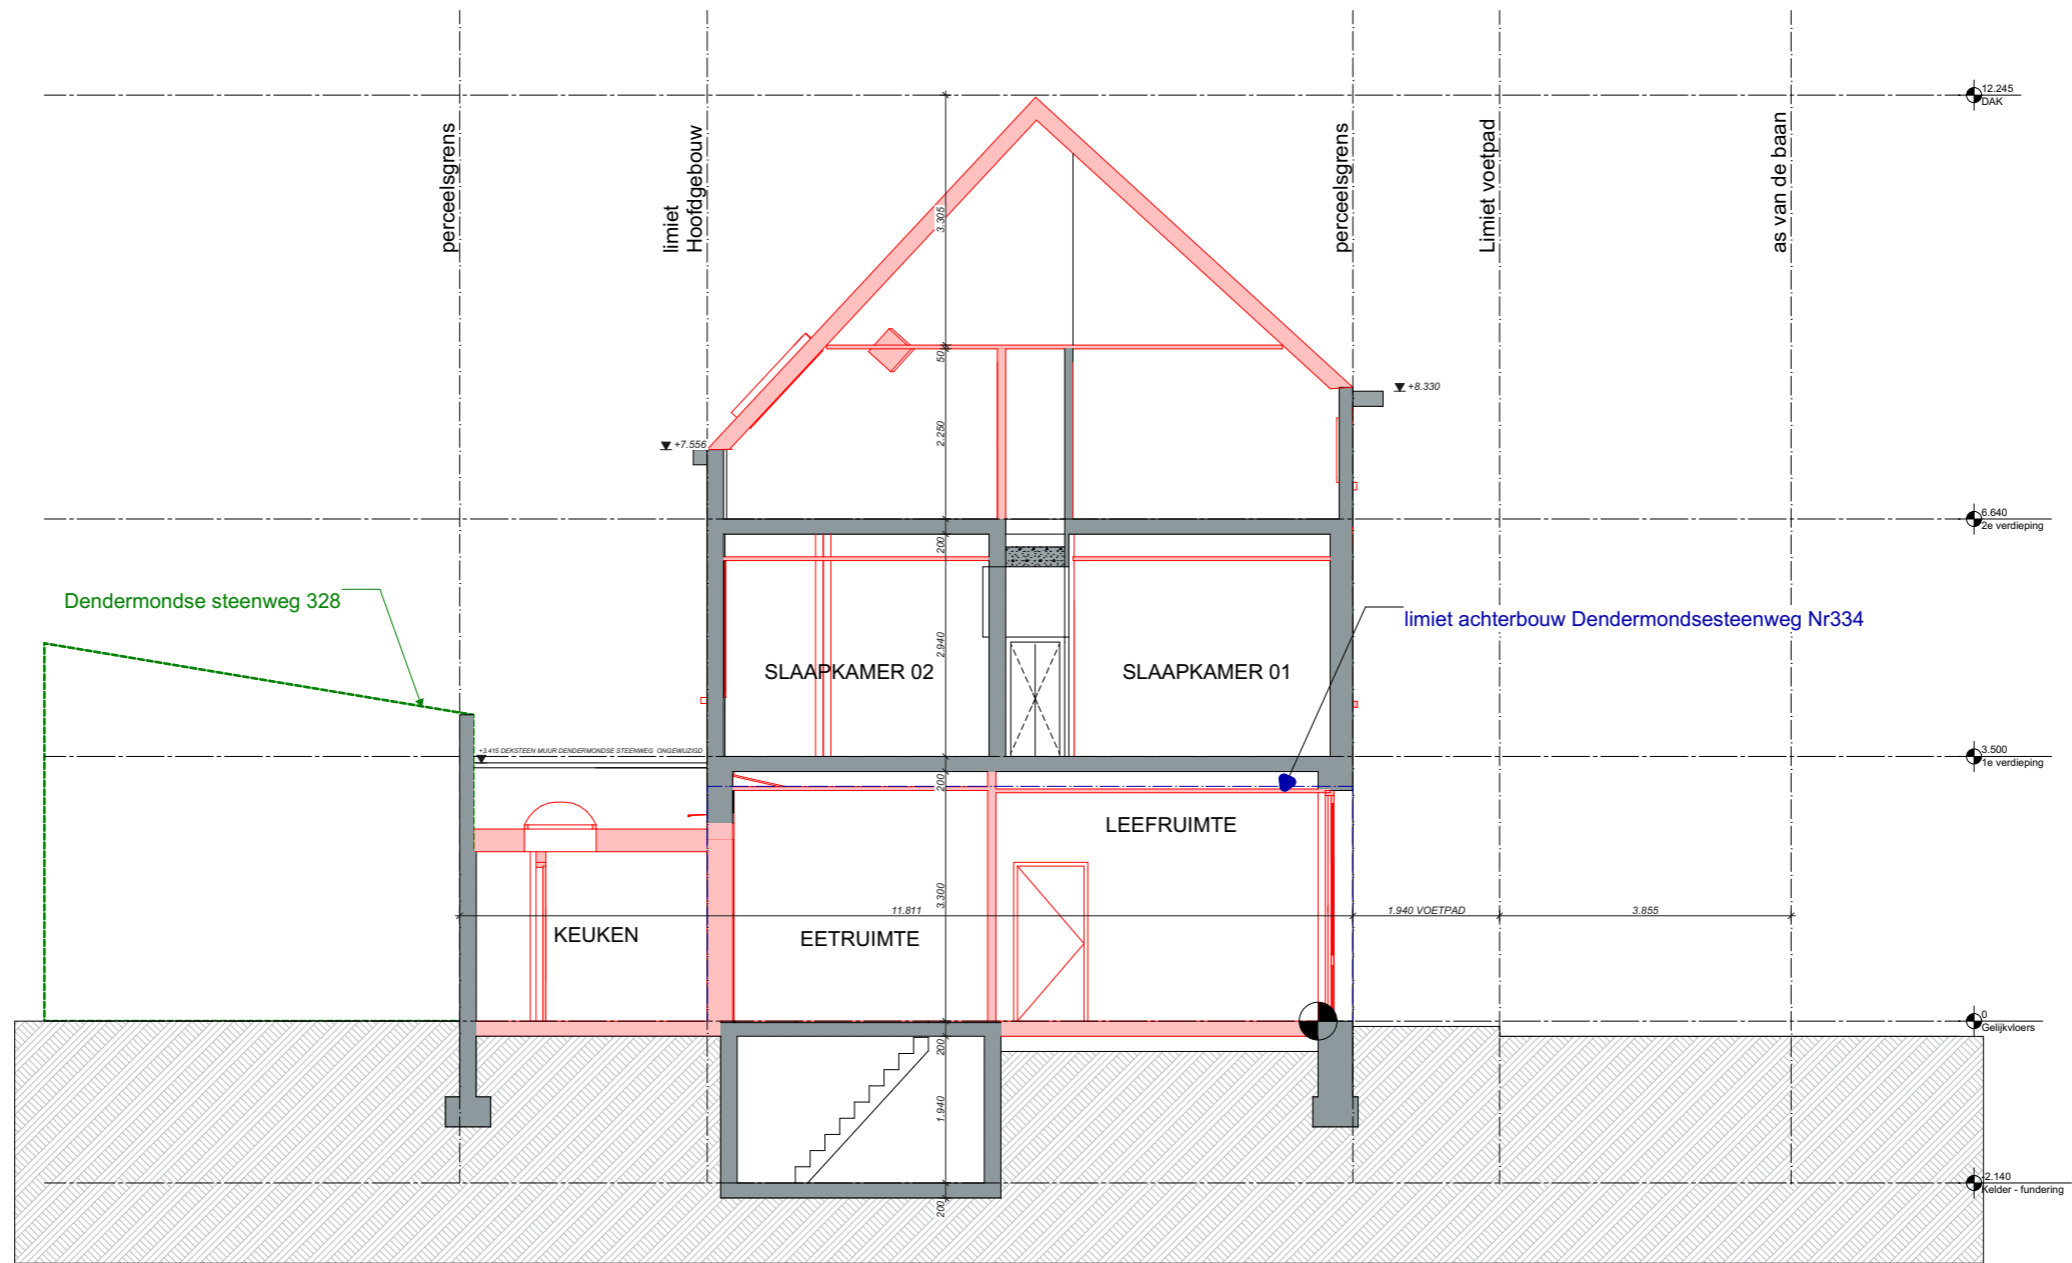 12.245
DAK
perceelsgrens
limiet
Hoofdgebouw
perceelsgrens
Limiet voetpad
as van de baan
3.305
50
+8.330
2.250
+7.556
6.640
2e verdieping
200
Dendermondse steenweg 328
limiet achterbouw Dendermondsesteenweg Nr334
2.940
SLAAPKAMER 02
SLAAPKAMER 01
+3.415 DEKSTEEN MUUR DENDERMONDSE STEENWEG ONGEWIJZIGD
3.500
1e verdieping
200
LEEFRUIMTE
3.300
11.811
1.940 VOETPAD
3.855
KEUKEN
EETRUIMTE
0
Gelijkvloers
200
1.940
-2.140
Kelder - fundering
200